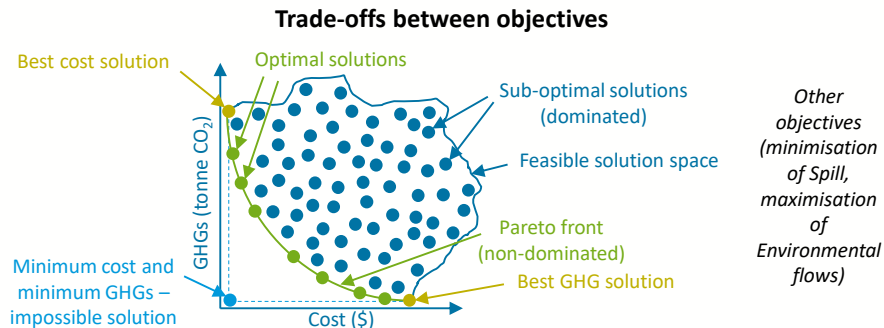 Trade-offs between objectives
Best cost solution
Optimal solutions
GHGs (tonne CO2)
Sub-optimal solutions
(dominated)
Feasible solution space
Pareto front
(non-dominated)
Best GHG solution
Minimum cost and
minimum GHGs –
impossible solution
Cost ($)
Other
objectives
(minimisation
of Spill,
maximisation
of
Environmental
flows)